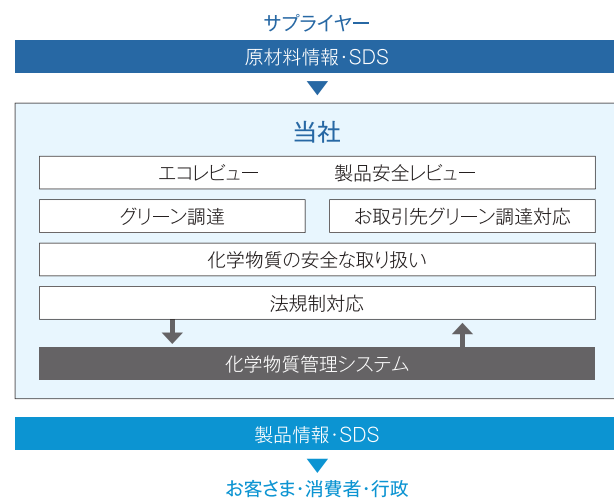 サプライヤー
原材料情報・SDS
当社
エコレビュー 製品安全レビュー
グリーン調達 お取引先グリーン調達対応
化学物質の安全な取り扱い
法規制対応
化学物質管理システム
製品情報・SDS
お客さま・消費者・行政